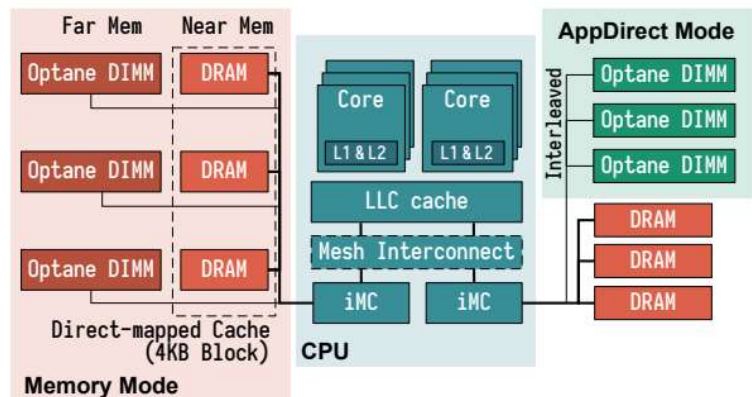 Far Mem
Near Mem
Optane DIMM
DRAM
Optane DIMM
DRAM
Optane DIMM
DRAM
Direct-mapped Cache
(4KB Block)
Memory Mode
Core
L1&L2
Core
L1&L2
LLC cache
Mesh Interconnect
iMC
iMC
CPU
AppDirect Mode
Interleaved
Optane DIMM
Optane DIMM
Optane DIMM
DRAM
DRAM
DRAM